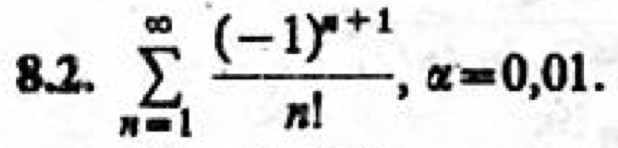 8.2. \sum_{n=1}^{\infty} \frac{(-1)^{n+1}}{n!}, α=0,01.